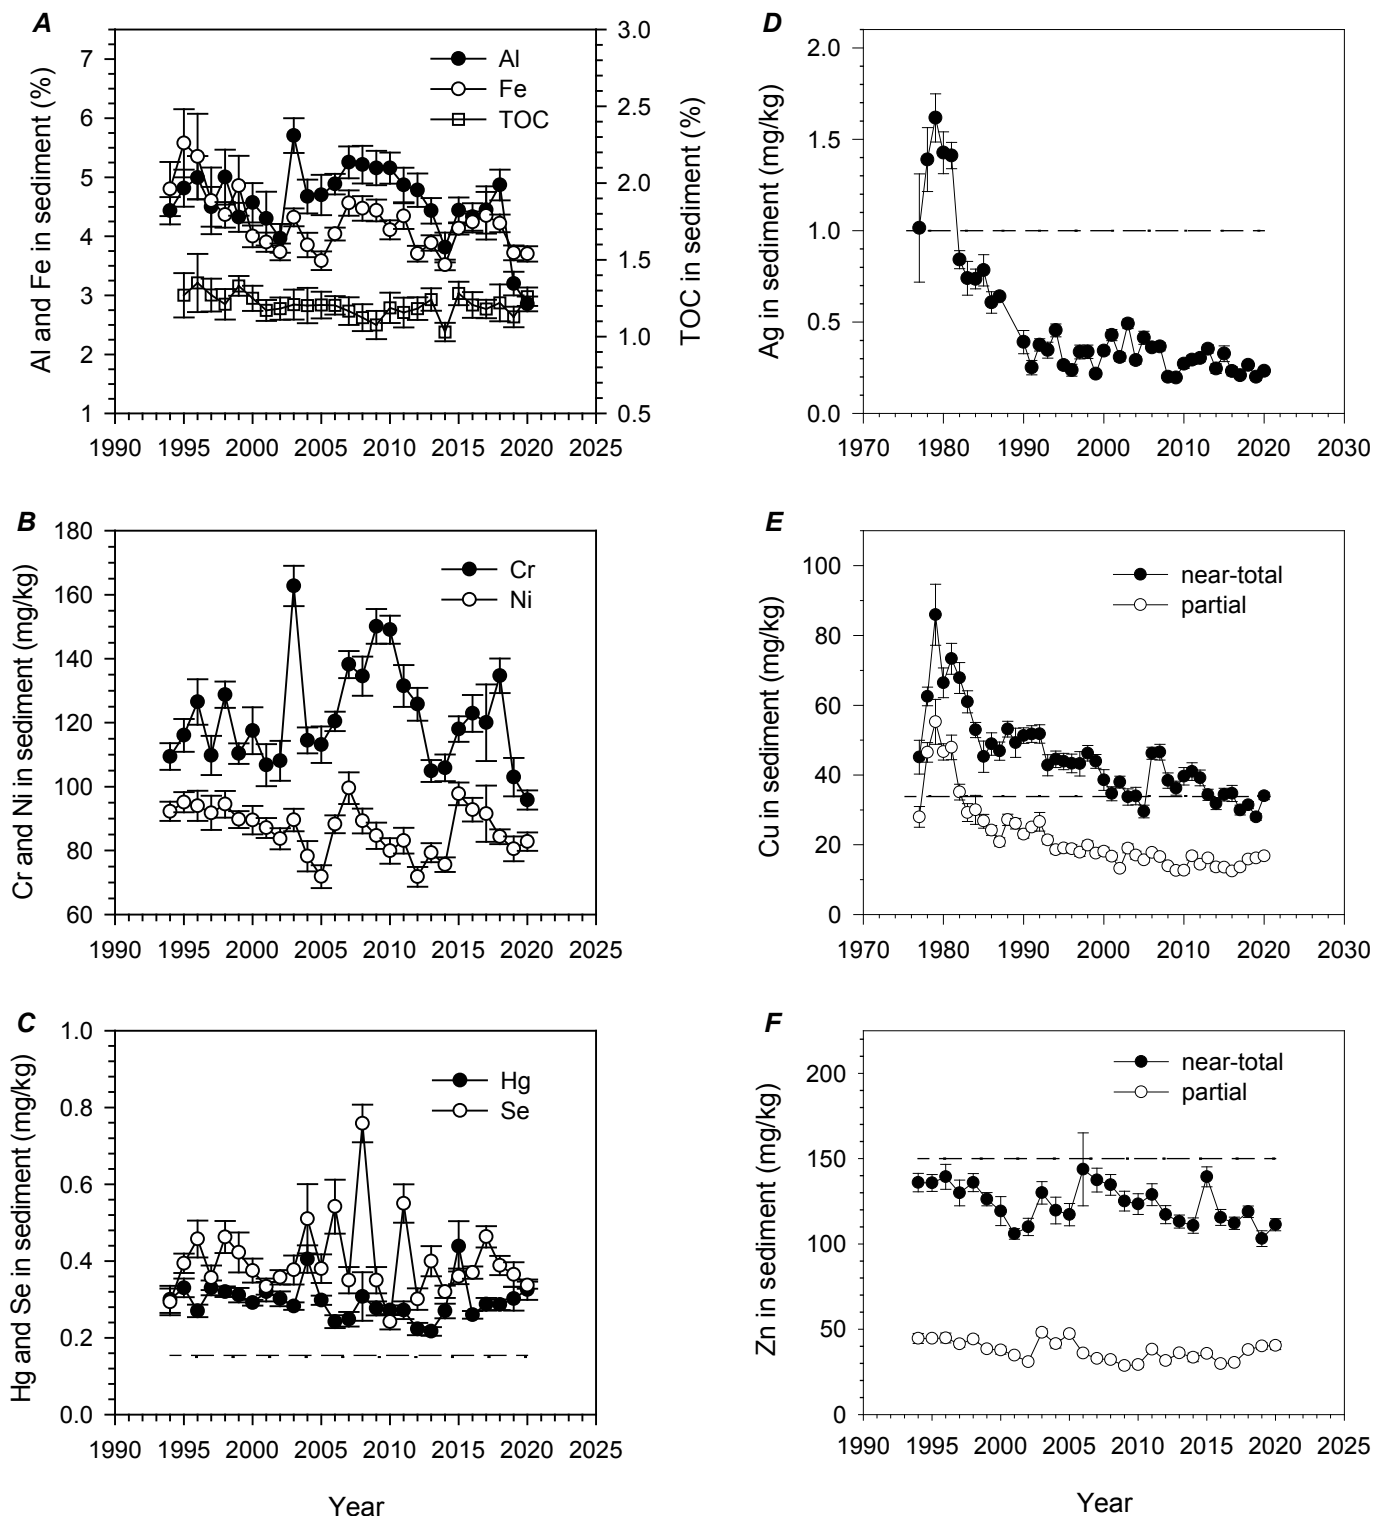 A
Al and Fe in sediment (%)
7
6
5
4
3
2
1
Al
Fe
TOC
3.0
2.5
2.0
1.5
1.0
0.5
TOC in sediment (%)
1990 1995 2000 2005 2010 2015 2020 2025
D
Ag in sediment (mg/kg)
2.0
1.5
1.0
0.5
0.0
1970 1980 1990 2000 2010 2020 2030
B
Cr and Ni in sediment (mg/kg)
180
160
140
120
100
80
60
Cr
Ni
1990 1995 2000 2005 2010 2015 2020 2025
E
Cu in sediment (mg/kg)
100
80
60
40
20
0
near-total
partial
1970 1980 1990 2000 2010 2020 2030
C
Hg and Se in sediment (mg/kg)
1.0
0.8
0.6
0.4
0.2
0.0
Hg
Se
1990 1995 2000 2005 2010 2015 2020 2025
Year
F
Zn in sediment (mg/kg)
200
150
100
50
0
near-total
partial
1990 1995 2000 2005 2010 2015 2020 2025
Year